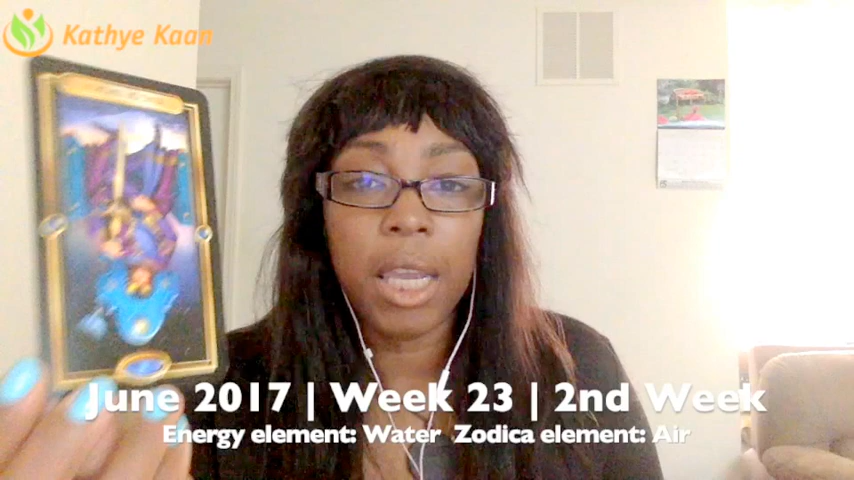 Kathye Kaan
June 2017 | Week 23 | 2nd Week
Energy element: Water Zodica element: Air